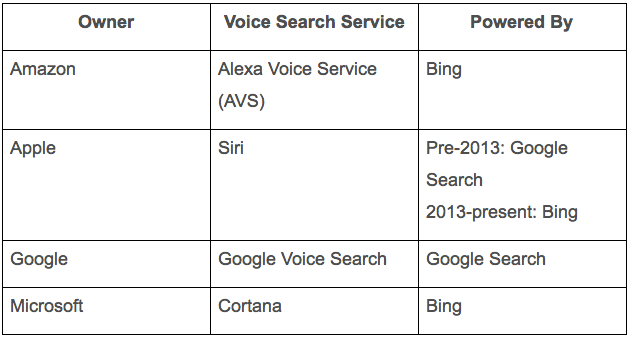 Owner Voice Search Service Powered By
Amazon Alexa Voice Service Bing
(AVS)
Apple Siri Pre-2013: Google
Search
2013-present: Bing
Google Google Voice Search Google Search
Microsoft Cortana Bing